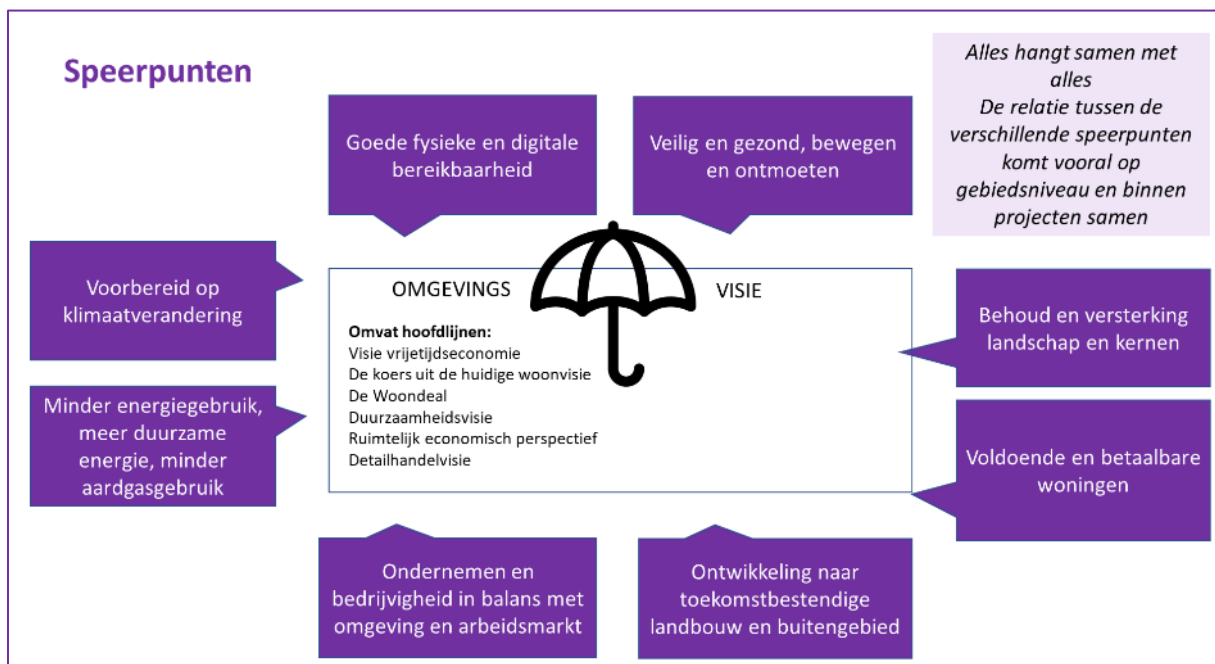 Speerpunten
Alles hangt samen met
alles
De relatie tussen de
verschillende speerpunten
komt vooral op
gebiedsniveau en binnen
projecten samen
Goede fysieke en digitale
bereikbaarheid
Veilig en gezond, bewegen
en ontmoeten
Voorbereid op
klimaatverandering
Minder energiegebruik,
meer duurzame
energie, minder
aardgasgebruik
OMGEVINGS VISIE
Omvat hoofdlijnen:
Visie vrijetijdseconomie
De koers uit de huidige woonvisie
De Woondeal
Duurzaamheidsvisie
Ruimtelijk economisch perspectief
Detailhandelvisie
Behoud en versterking
landschap en kernen
Voldoende en betaalbare
woningen
Ondernemen en
bedrijvigheid in balans met
omgeving en arbeidsmarkt
Ontwikkeling naar
toekomstbestendige
landbouw en buitengebied